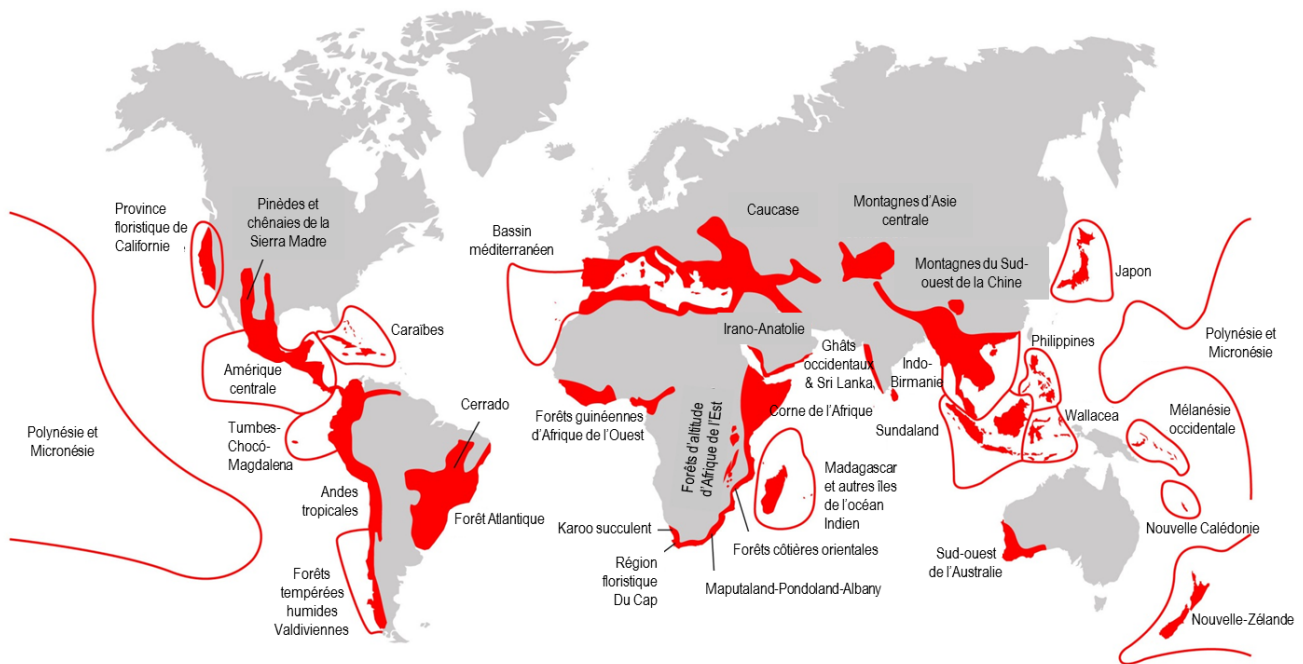 Province
floristique de
Californie
Pinèdes et
chênaies de la
Sierra Madre
Bassin
méditerranéen
Caucase
Montagnes d'Asie
centrale
Montagnes du Sud-
ouest de la Chine
Japon
Caraïbes
Irano-Anatolie
Ghâts
occidentaux
& Sri Lanka
Indo-
Birmanie
Philippines
Polynésie et
Micronésie
Amérique
centrale
Cerrado
Forêts guinéennes
d'Afrique de l'Ouest
Forêts d'altitude
d'Afrique de l'Est
Corne de l'Afrique
Sundaland
Wallacea
Mélanésie
occidentale
Polynésie et
Micronésie
Tumbes-
Chocó-
Magdalena
Madagascar
et autres îles
de l'océan
Indien
Andes
tropicales
Forêt Atlantique
Karoo succulent
Forêts côtières orientales
Nouvelle Calédonie
Région
floristique
Du Cap
Maputaland-Pondoland-Albany
Sud-ouest
de l'Australie
Forêts
tempérées
humides
Valdiviennes
Nouvelle-Zélande